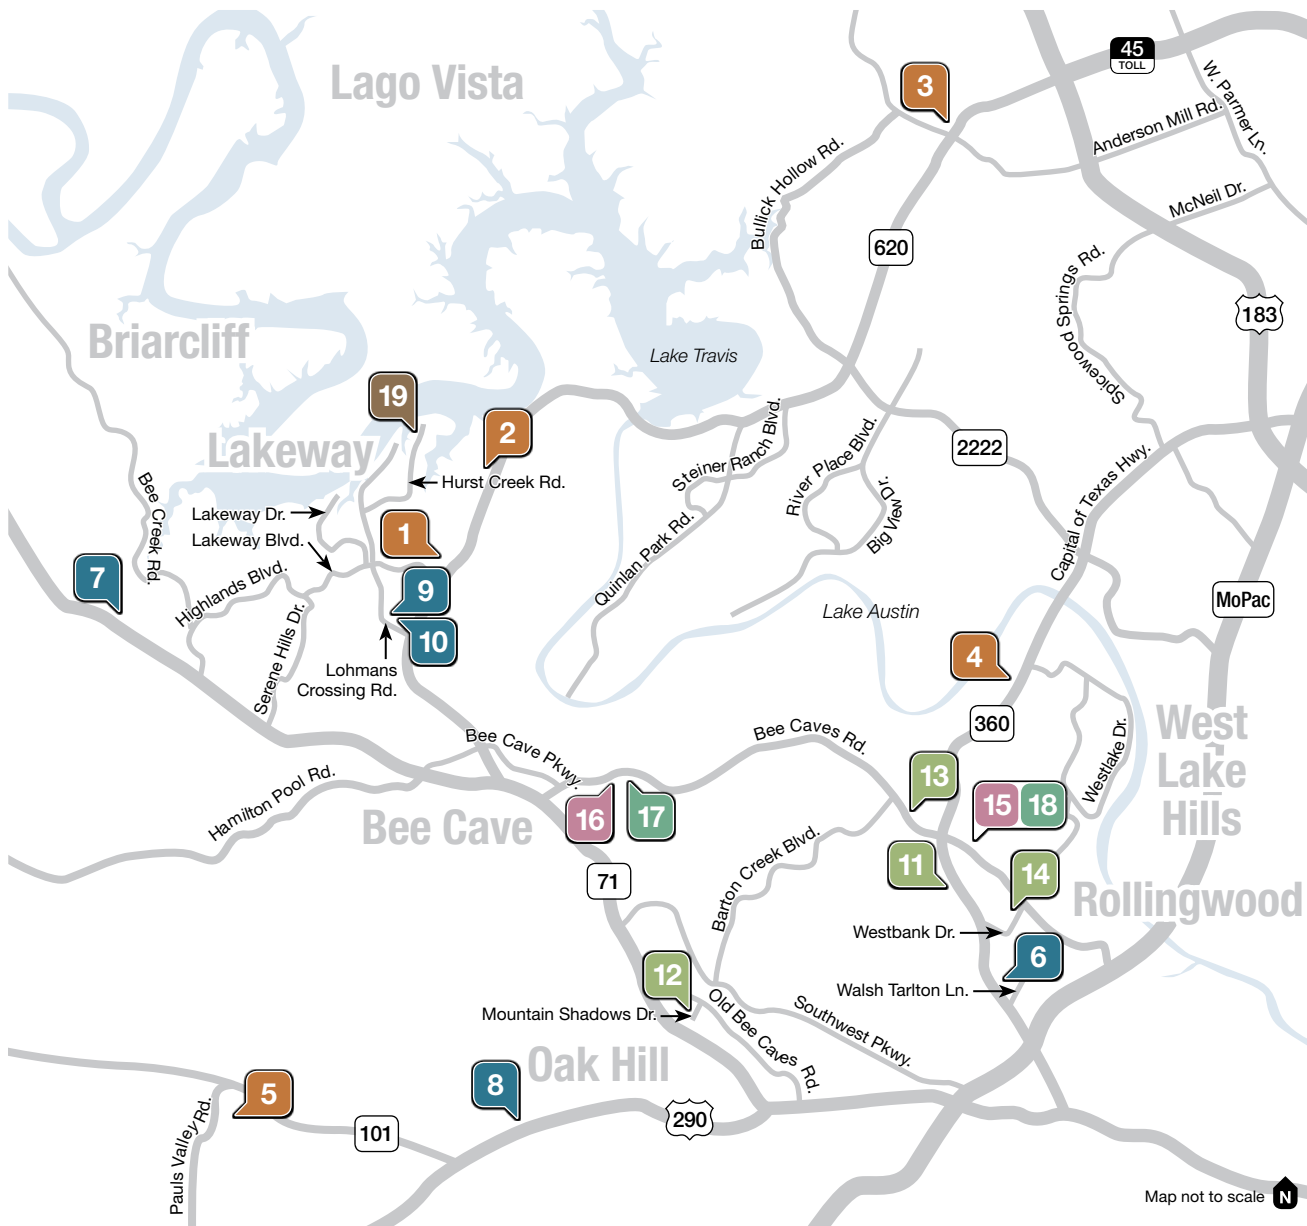 Lago Vista
3
45
TOLL
W. Parmer Ln.
Anderson Mill Rd.
McNeil Dr.
Bullick Hollow Rd.
620
Spicewood Springs Rd.
183
Briarcliff
Lake Travis
19
2
Lakeway
Hurst Creek Rd.
Steiner Ranch Blvd.
River Place Blvd.
2222
Capital of Texas Hwy.
Bee Creek Rd.
Lakeway Dr.
Lakeway Blvd.
1
Big View Dr.
Quinlan Park Rd.
7
Highlands Blvd.
9
10
Serene Hills Dr.
Lohmans
Crossing Rd.
Lake Austin
MoPac
4
360
West
Lake
Hills
Westlake Dr.
Bee Cave Pkwy.
Bee Caves Rd.
Hamilton Pool Rd.
Bee Cave
16
17
13
15
18
71
Barton Creek Blvd.
11
14
Rollingwood
Westbank Dr.
6
Walsh Tarlton Ln.
12
Mountain Shadows Dr.
Old Bee Caves Rd.
Southwest Pkwy.
Oak Hill
5
8
290
101
Pauls Valley Rd.
Map not to scale
N